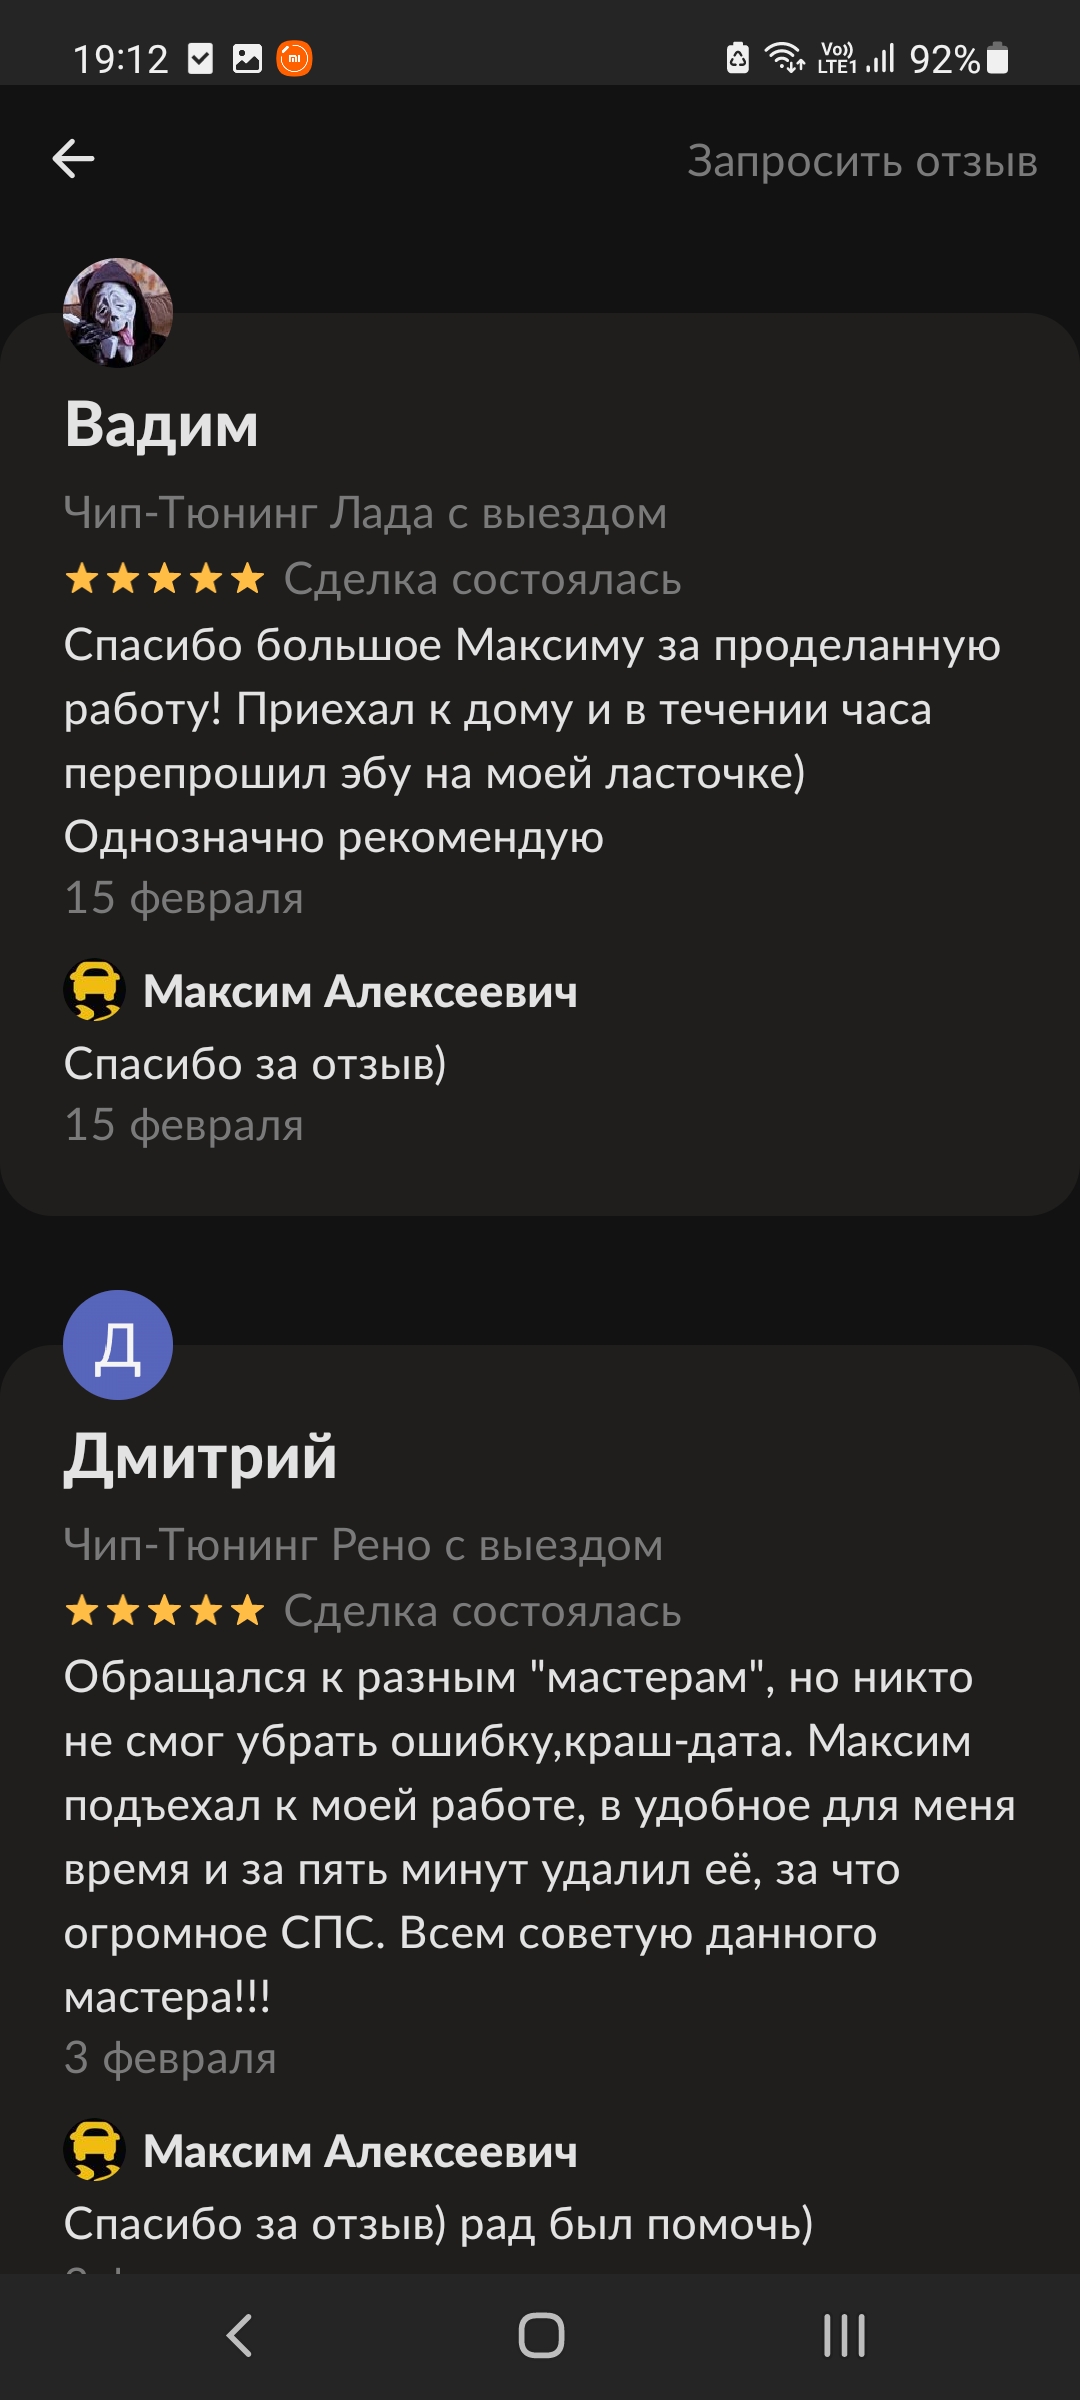 19:12
Vo)) LTE1 92%
Запросить отзыв
Вадим
Чип-Тюнинг Лада с выездом
Сделка состоялась
Спасибо большое Максиму за проделанную
работу! Приехал к дому и в течении часа
перепрошил эбу на моей ласточке)
Однозначно рекомендую
15 февраля
Максим Алексеевич
Спасибо за отзыв)
15 февраля
Д
Дмитрий
Чип-Тюнинг Рено с выездом
Сделка состоялась
Обращался к разным "мастерам", но никто
не смог убрать ошибку,краш-дата. Максим
подъехал к моей работе, в удобное для меня
время и за пять минут удалил её, за что
огромное СПС. Всем советую данного
мастера!!!
3 февраля
Максим Алексеевич
Спасибо за отзыв) рад был помочь)